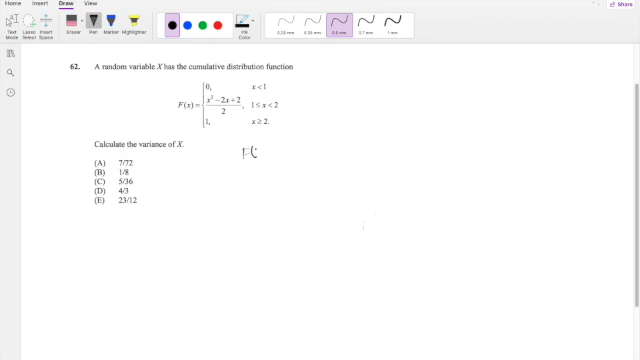 Home Insert Draw View Share
Text Mode
Lasso Select
Insert Space
Eraser
Pen
Marker
Highlighter
Ink Color
0.25 mm
0.5 mm
0.7 mm
1 mm
62. A random variable X has the cumulative distribution function
F(x) = { 0, x < 1
(x² − 2x + 2)/2, 1 ≤ x < 2
1, x ≥ 2.
Calculate the variance of X.
(A) 7/72
(B) 1/8
(C) 5/36
(D) 4/3
(E) 23/12